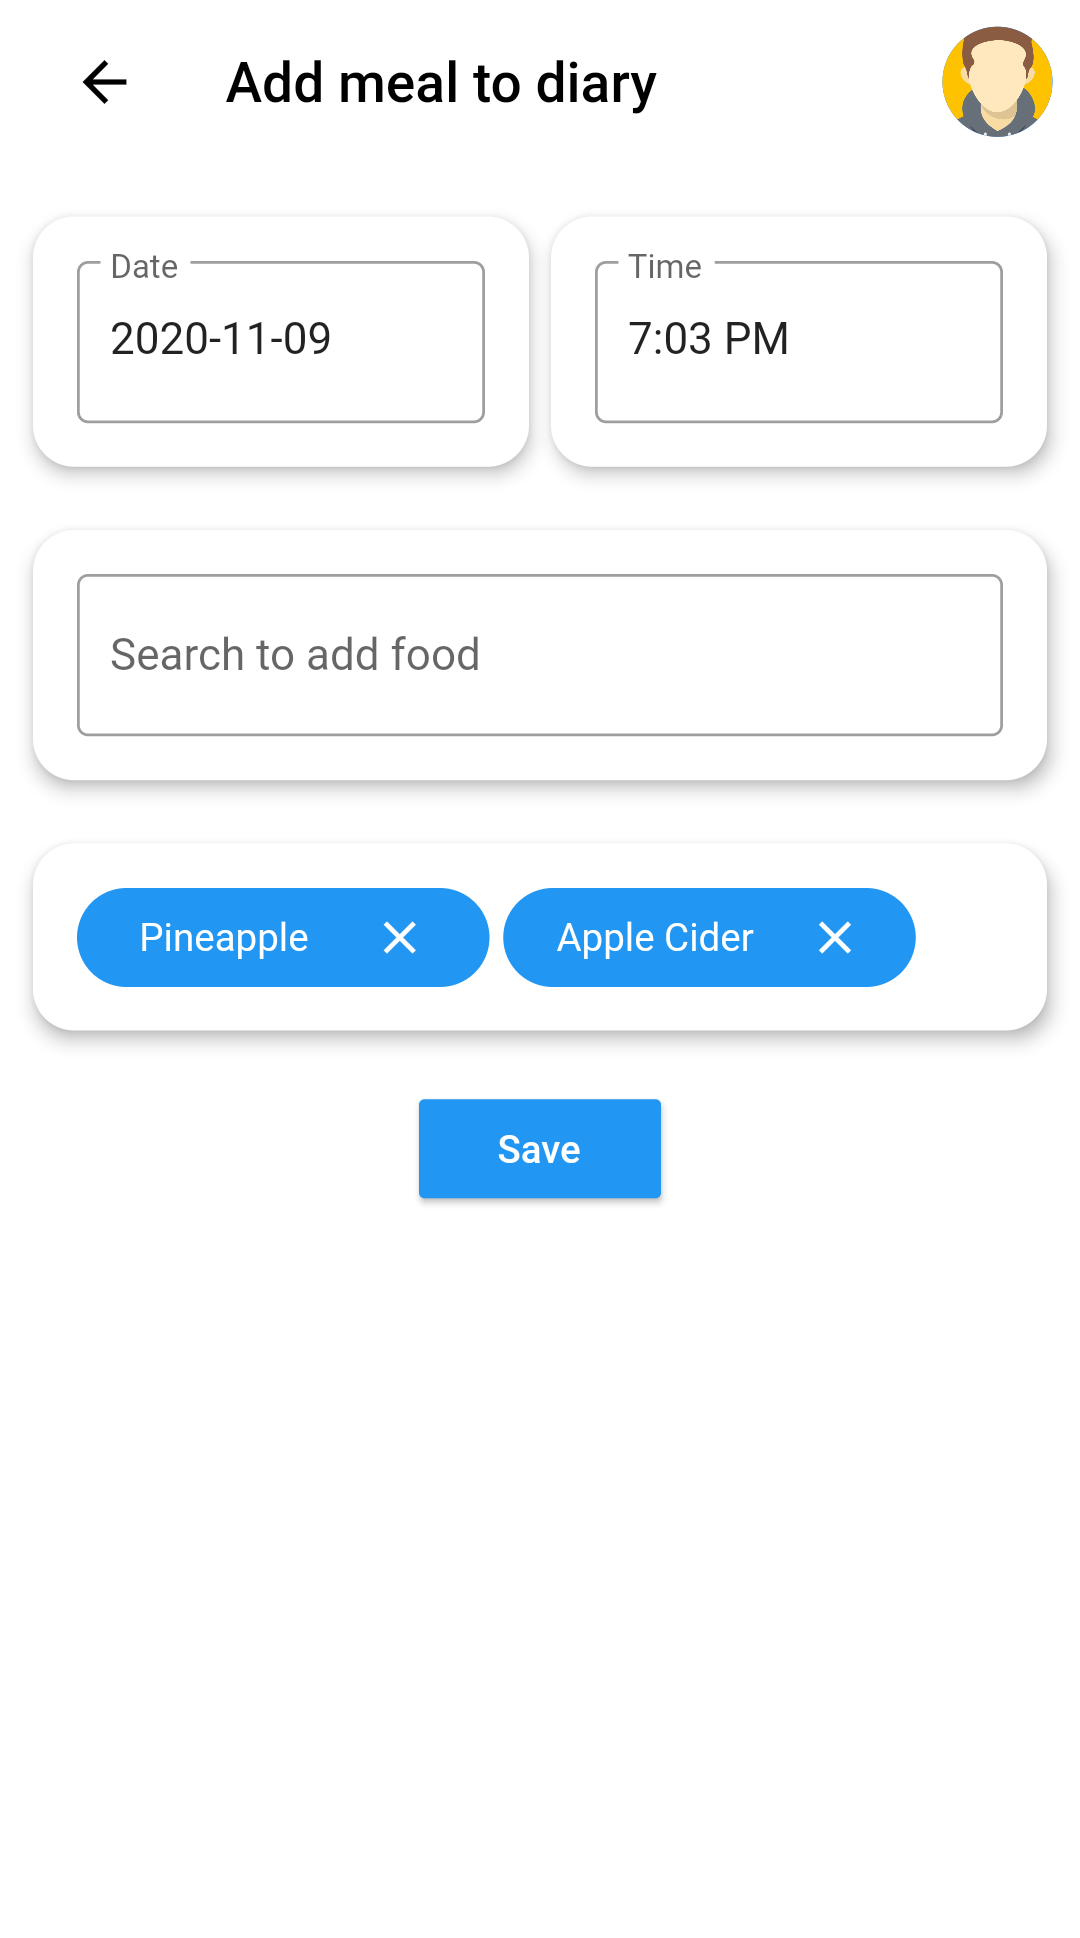 Add meal to diary
Date
Time
2020-11-09
7:03 PM
Search to add food
Pineapple
Apple Cider
Save